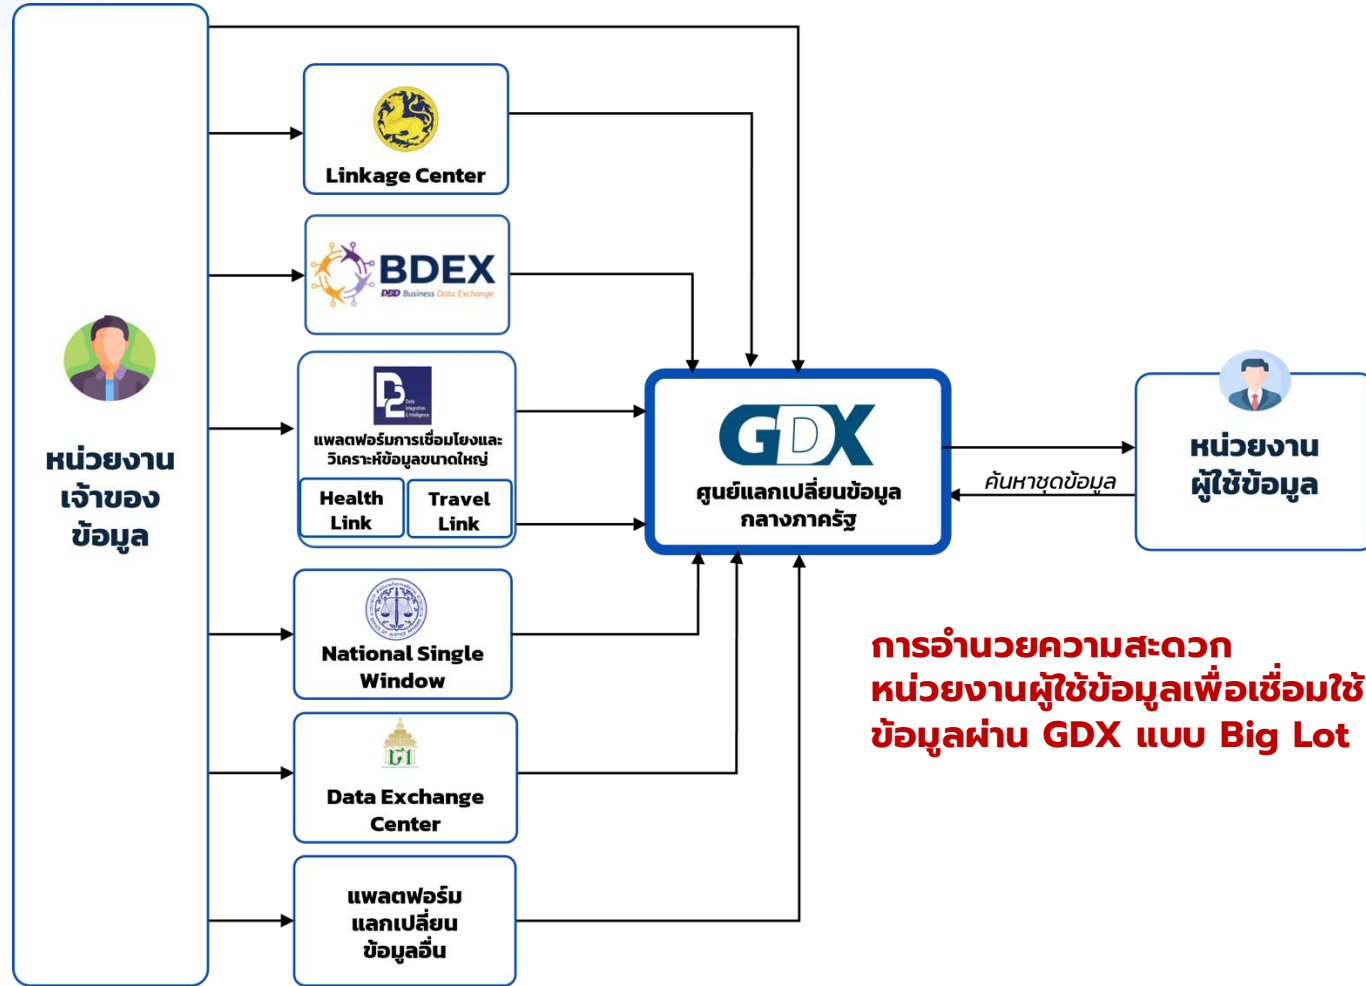 หน่วยงาน
เจ้าของ
ข้อมูล
Linkage Center
BDEX
DBD Business Data Exchange
Data
Integration
& Intelligence
แพลตฟอร์มการเชื่อมโยงและ
วิเคราะห์ข้อมูลขนาดใหญ่
Health
Link
Travel
Link
National Single
Window
Data Exchange
Center
แพลตฟอร์ม
แลกเปลี่ยน
ข้อมูลอื่น
GDX
ศูนย์แลกเปลี่ยนข้อมูล
กลางภาครัฐ
ค้นหาชุดข้อมูล
หน่วยงาน
ผู้ใช้ข้อมูล
การอำนวยความสะดวก
หน่วยงานผู้ใช้ข้อมูลเพื่อเชื่อมใช้
ข้อมูลผ่าน GDX แบบ Big Lot